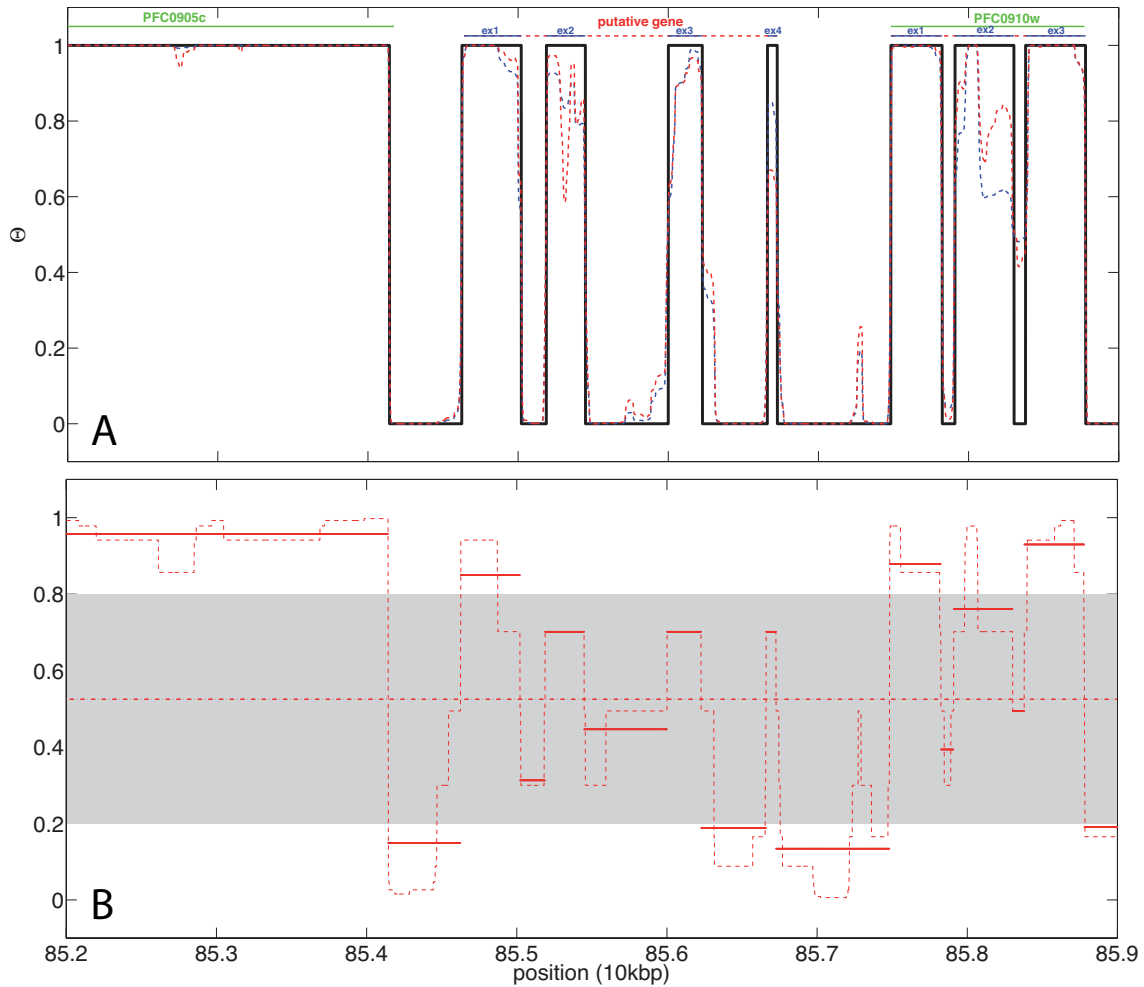 PFC0905c putative gene PFC0910w
ex1 ex2 ex3 ex4 ex1 ex2 ex3
1
0.8
0.6
Θ
0.4
0.2
0
A
1
0.8
0.6
0.4
0.2
0
B
85.2 85.3 85.4 85.5 85.6 85.7 85.8 85.9
position (10kbp)